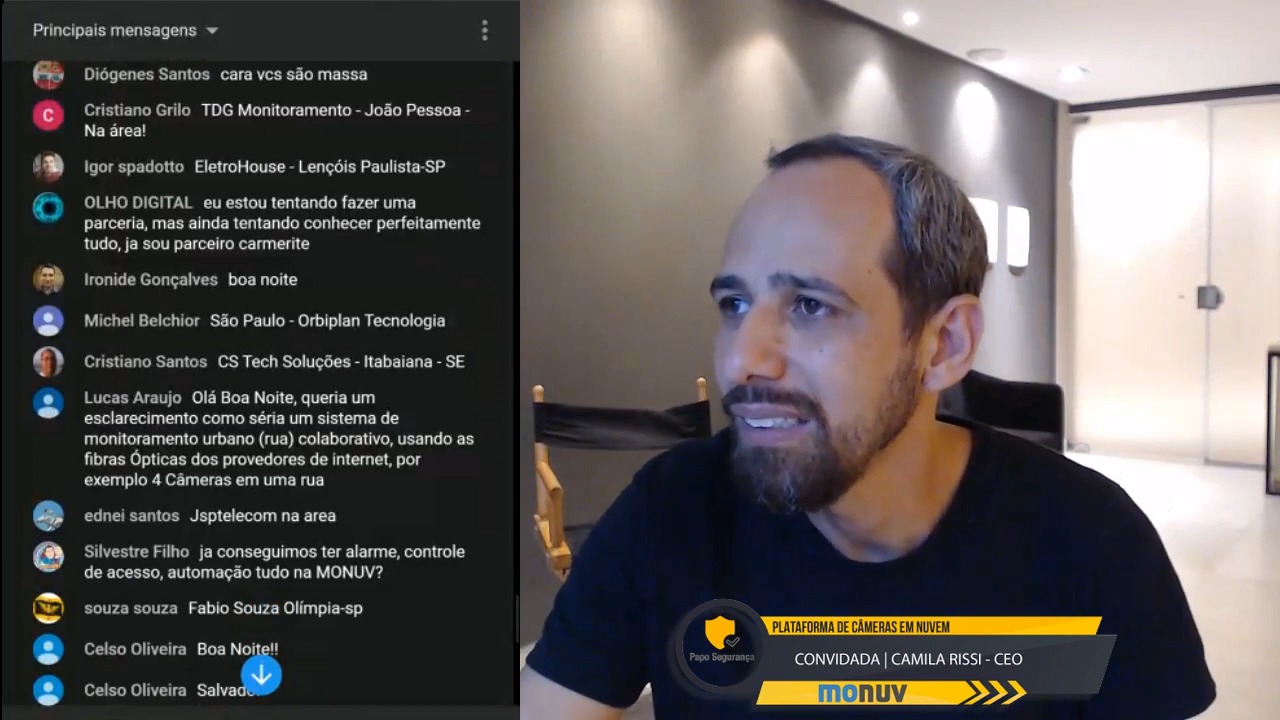 Principais mensagens
Diógenes Santos cara vcs são massa
Cristiano Grilo TDG Monitoramento - João Pessoa -
Na área!
Igor spadotto EletroHouse - Lençóis Paulista-SP
OLHO DIGITAL eu estou tentando fazer uma
parceria, mas ainda tentando conhecer perfeitamente
tudo, ja sou parceiro carmerite
Ironide Gonçalves boa noite
Michel Belchior São Paulo - Orbiplan Tecnologia
Cristiano Santos CS Tech Soluções - Itabaiana - SE
Lucas Araujo Olá Boa Noite, queria um
esclarecimento como séria um sistema de
monitoramento urbano (rua) colaborativo, usando as
fibras Ópticas dos provedores de internet, por
exemplo 4 Câmeras em uma rua
ednei santos Jsptelecom na area
Silvestre Filho ja conseguimos ter alarme, controle
de acesso, automação tudo na MONUV?
souza souza Fabio Souza Olímpia-sp
Celso Oliveira Boa Noite!!
Celso Oliveira
C
Papo Segurança
PLATAFORMA DE CÂMERAS EM NUVEM
CONVIDADA | CAMILA RISSI - CEO
monuv